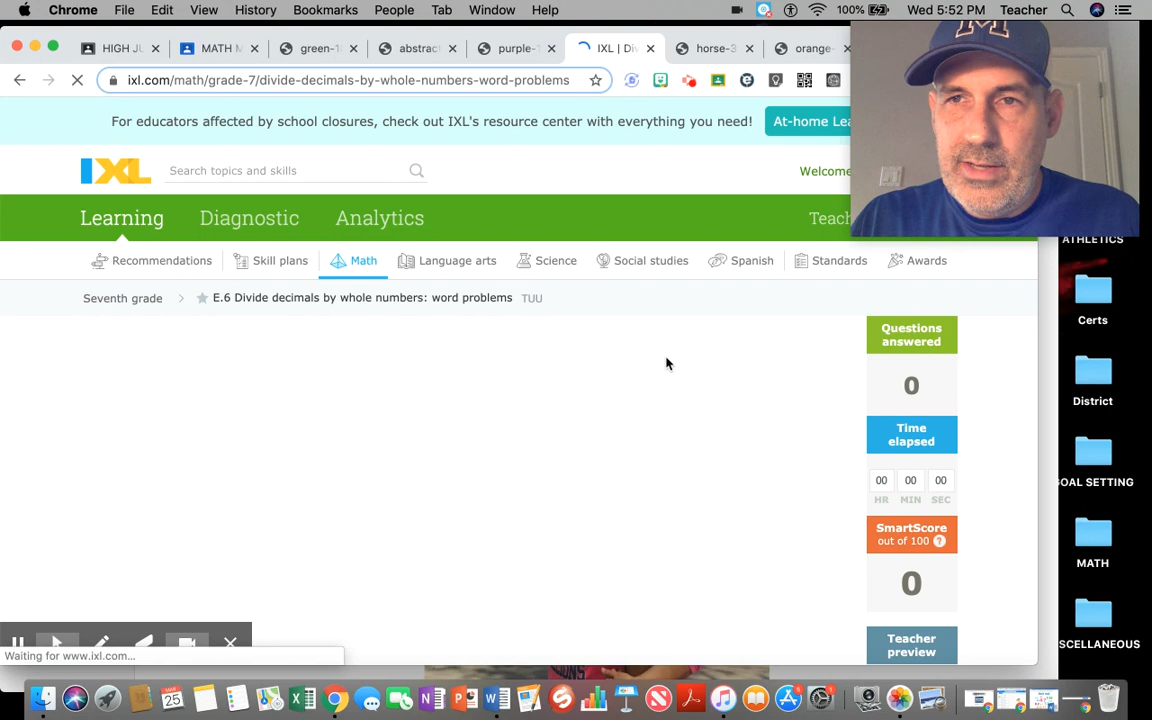 Chrome File Edit View History Bookmarks People Tab Window Help 100% Wed 5:52 PM Teacher
HIGH JU MATH M green-1 abstrac purple-1 IXL | Div horse-3 orange-
ixl.com/math/grade-7/divide-decimals-by-whole-numbers-word-problems
For educators affected by school closures, check out IXL's resource center with everything you need! At-home Lea
IXL Search topics and skills Welcome
Learning Diagnostic Analytics Teach
Recommendations Skill plans Math Language arts Science Social studies Spanish Standards Awards
Seventh grade > E.6 Divide decimals by whole numbers: word problems TUU
Questions
answered
0
Time
elapsed
00 00 00
HR MIN SEC
SmartScore
out of 100 ?
0
Teacher
preview
M
ATHLETICS
Certs
District
GOAL SETTING
MATH
SCELLANEOUS
Waiting for www.ixl.com...
25